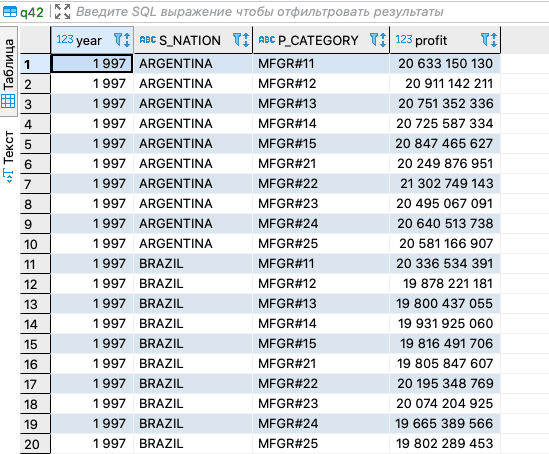 q42 Введите SQL выражение чтобы отфильтровать результаты
Таблица
Текст
123 year ABC S_NATION ABC P_CATEGORY 123 profit
1 1 997 ARGENTINA MFGR#11 20 633 150 130
2 1 997 ARGENTINA MFGR#12 20 911 142 211
3 1 997 ARGENTINA MFGR#13 20 751 352 336
4 1 997 ARGENTINA MFGR#14 20 725 587 334
5 1 997 ARGENTINA MFGR#15 20 847 465 627
6 1 997 ARGENTINA MFGR#21 20 249 876 951
7 1 997 ARGENTINA MFGR#22 21 302 749 143
8 1 997 ARGENTINA MFGR#23 20 495 067 091
9 1 997 ARGENTINA MFGR#24 20 640 513 738
10 1 997 ARGENTINA MFGR#25 20 581 166 907
11 1 997 BRAZIL MFGR#11 20 336 534 391
12 1 997 BRAZIL MFGR#12 19 878 221 181
13 1 997 BRAZIL MFGR#13 19 800 437 055
14 1 997 BRAZIL MFGR#14 19 931 925 060
15 1 997 BRAZIL MFGR#15 19 816 491 706
16 1 997 BRAZIL MFGR#21 19 805 847 607
17 1 997 BRAZIL MFGR#22 20 195 348 769
18 1 997 BRAZIL MFGR#23 20 074 204 925
19 1 997 BRAZIL MFGR#24 19 665 389 566
20 1 997 BRAZIL MFGR#25 19 802 289 453